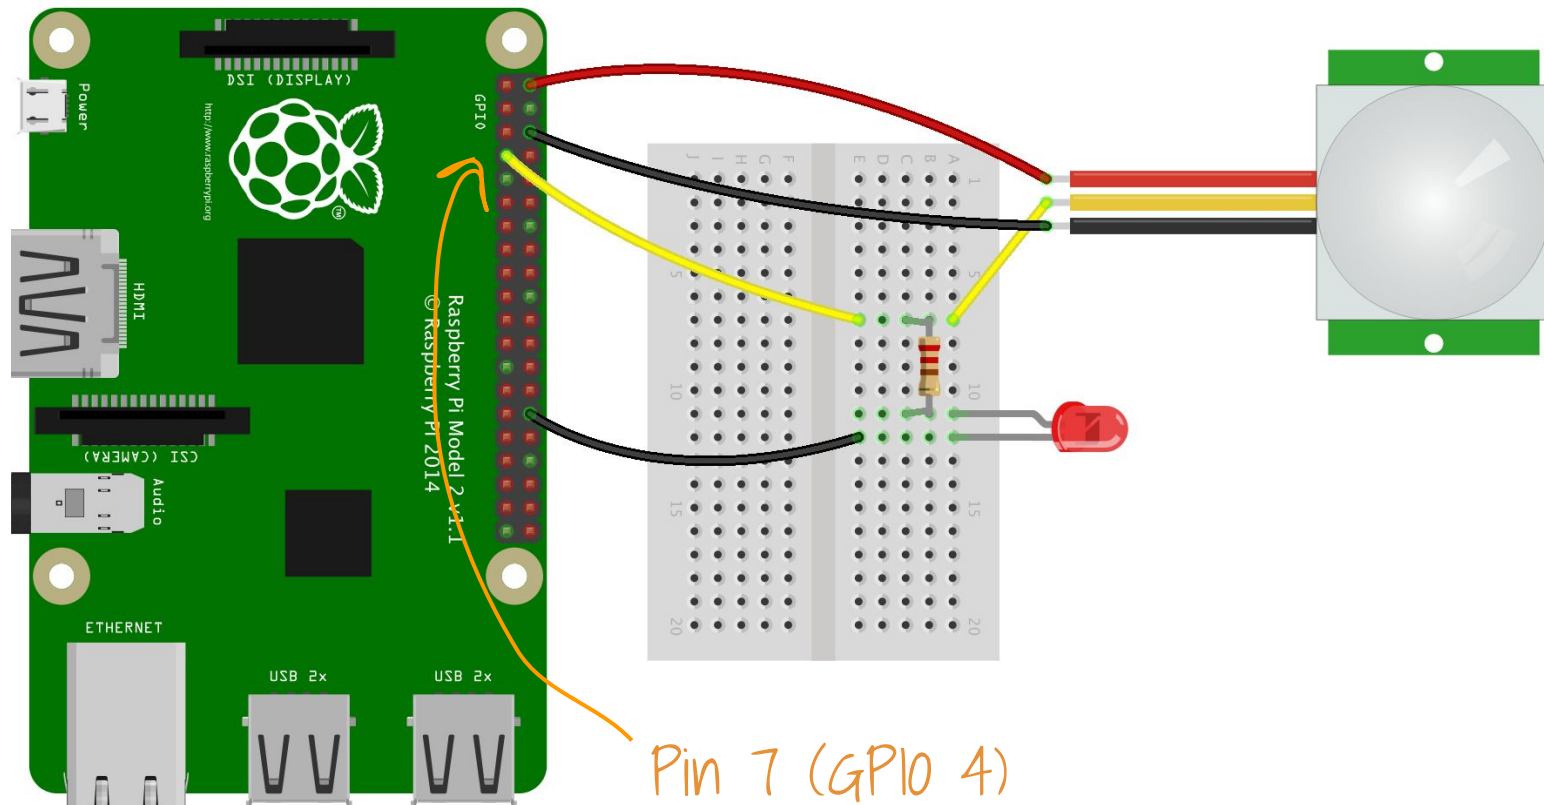 DSI (DISPLAY)
Power
GPIO
http://www.raspberrypi.org
TM
HDMI
Raspberry Pi Model 2 v1.1
© Raspberry Pi 2014
CSI (CAMERA)
Audio
ETHERNET
USB 2x
USB 2x
J I H G F E D C B A
1
5 5
10 10
15 15
20 20
Pin 7 (GPIO 4)